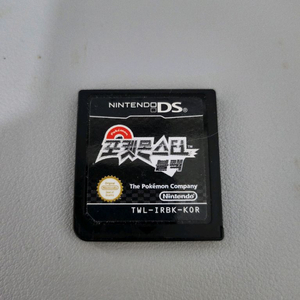 NINTENDO DS
포켓몬스터
블랙
The Pokémon Company
Nintendo
TWL-IRBK-KOR